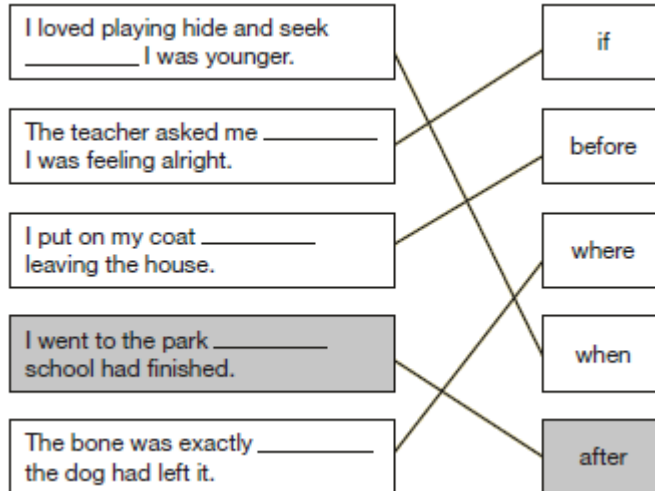 I loved playing hide and seek
_________ I was younger.
if
The teacher asked me _________
I was feeling alright.
before
I put on my coat _________
leaving the house.
where
I went to the park _________
school had finished.
when
The bone was exactly _________
the dog had left it.
after